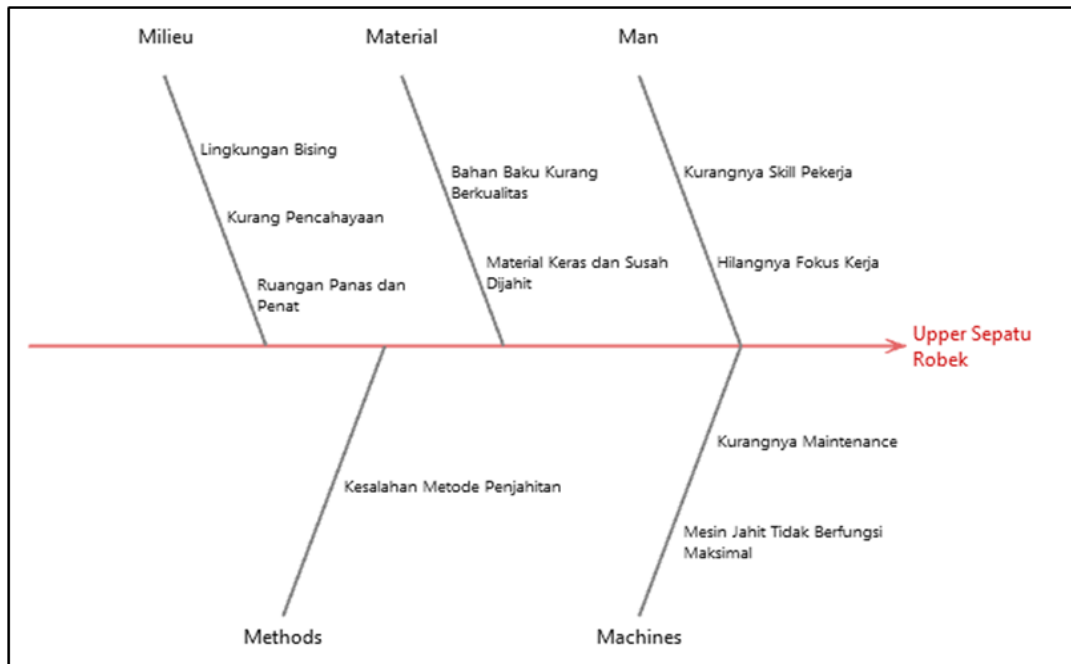 Milieu
Material
Man
Lingkungan Bising
Kurang Pencahayaan
Ruangan Panas dan
Penat
Bahan Baku Kurang
Berkualitas
Material Keras dan Susah
Dijahit
Kurangnya Skill Pekerja
Hilangnya Fokus Kerja
Upper Sepatu
Robek
Kesalahan Metode Penjahitan
Kurangnya Maintenance
Mesin Jahit Tidak Berfungsi
Maksimal
Methods
Machines